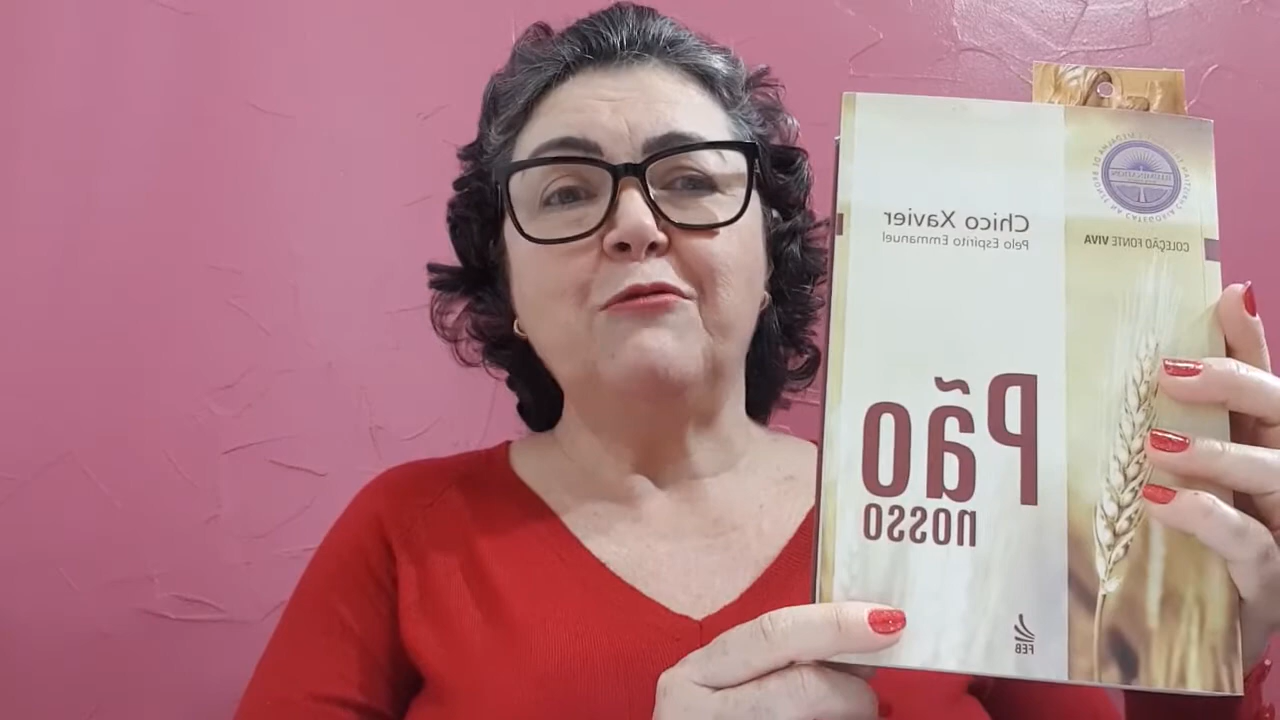 Chico Xavier
Pelo Espírito Emmanuel
COLEÇÃO FONTE VIVA
Pão
nosso
FEB